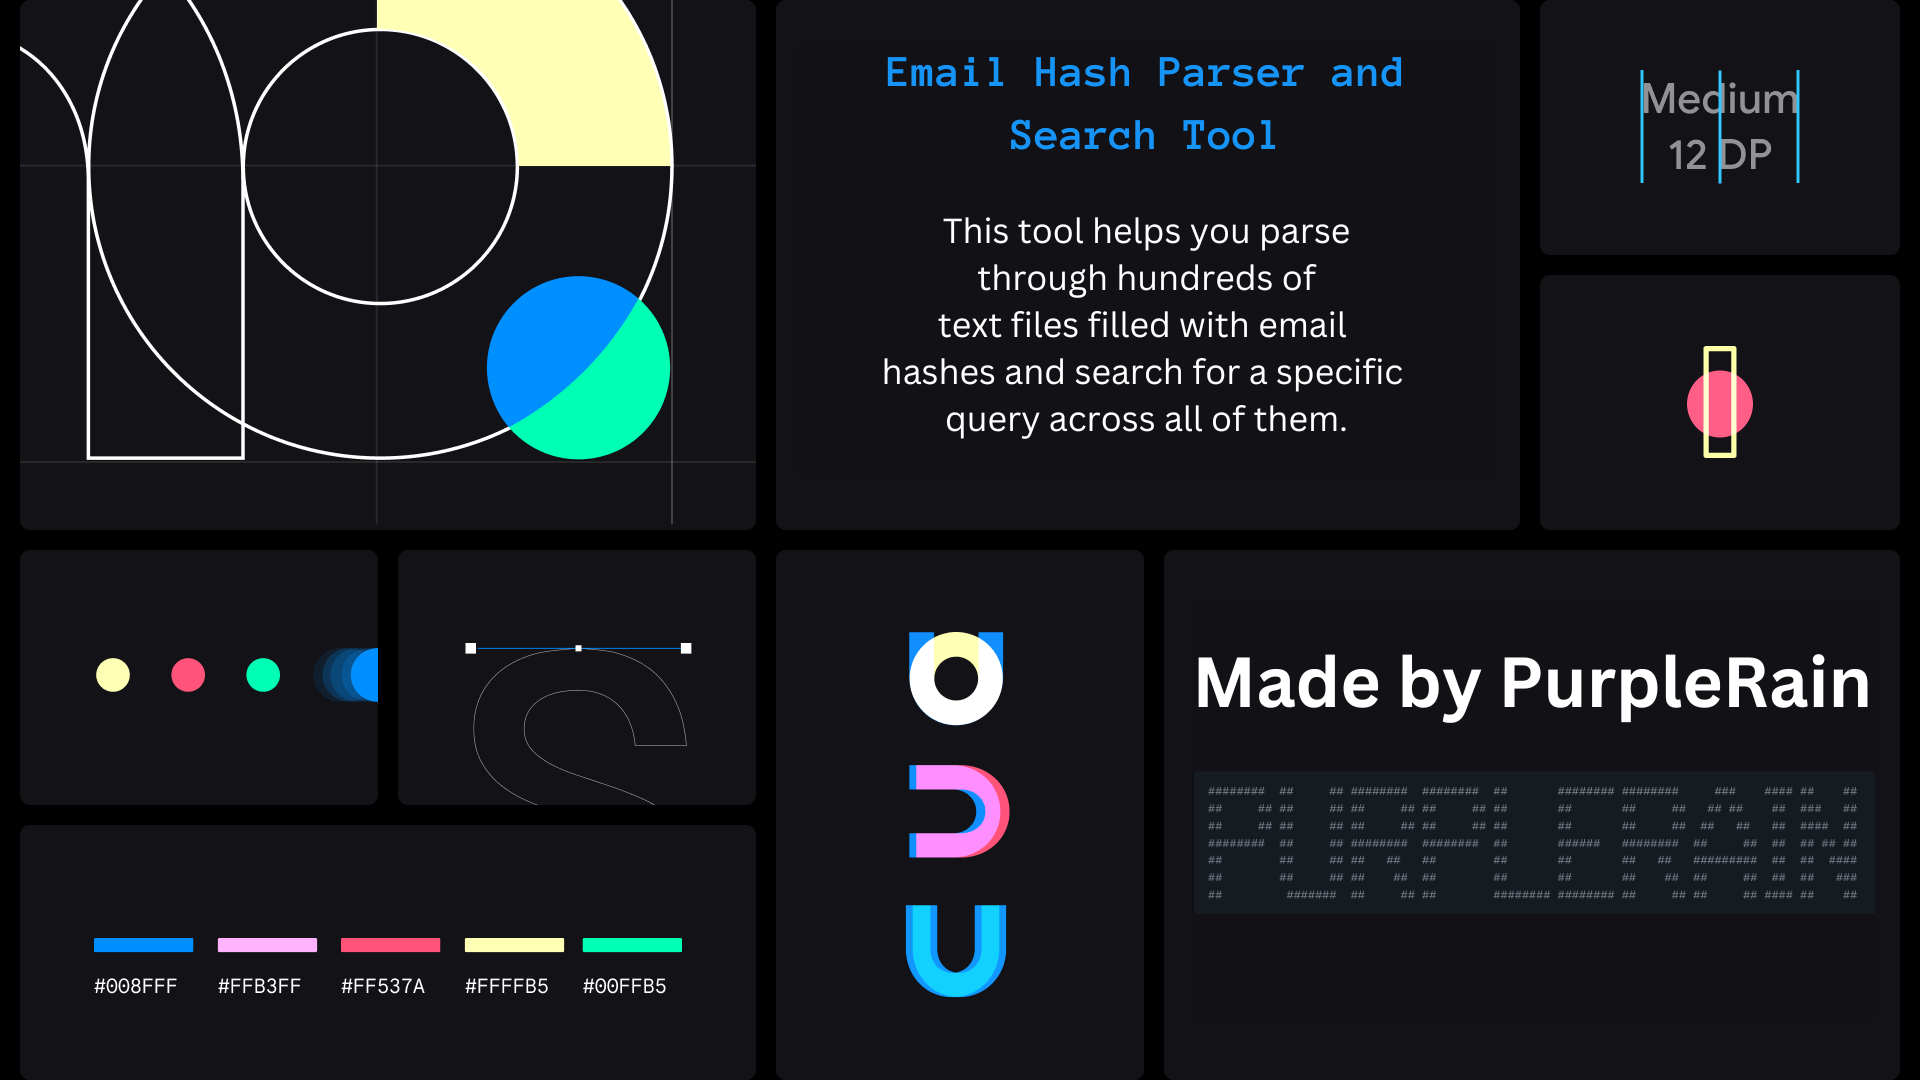 Email Hash Parser and
Search Tool
This tool helps you parse
through hundreds of
text files filled with email
hashes and search for a specific
query across all of them.
Medium
12 DP
S
Made by PurpleRain
PURPLERAIN
#008FFF #FFB3FF #FF537A #FFFFB5 #00FFB5